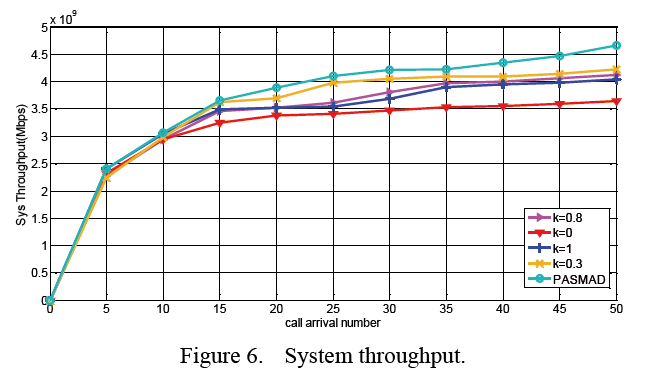 x 10⁹
5
4.5
4
3.5
3
2.5
2
1.5
1
0.5
0
Sys Throughput(Mbps)
0 5 10 15 20 25 30 35 40 45 50
call arrival number
k=0.8
k=0
k=1
k=0.3
PASMAD
Figure 6. System throughput.